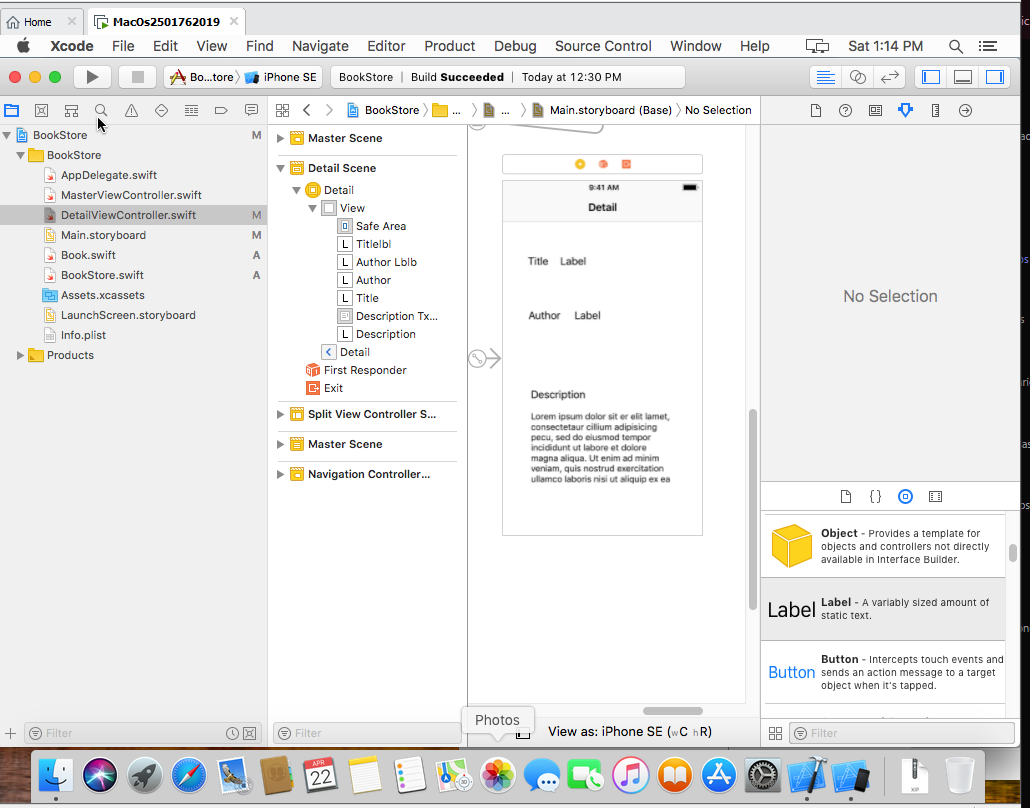 Home
MacOs2501762019
Xcode File Edit View Find Navigate Editor Product Debug Source Control Window Help Sat 1:14 PM
Bo...tore iPhone SE BookStore | Build Succeeded | Today at 12:30 PM
BookStore ... ... Main.storyboard (Base) No Selection
BookStore M
BookStore
AppDelegate.swift
MasterViewController.swift
DetailViewController.swift M
Main.storyboard M
Book.swift A
BookStore.swift A
Assets.xcassets
LaunchScreen.storyboard
Info.plist
Products
Filter
Master Scene
Detail Scene
Detail
View
Safe Area
L Titlelbl
L Author Lblb
L Author
L Title
Description Tx...
L Description
Detail
First Responder
Exit
Split View Controller S...
Master Scene
Navigation Controller...
Filter
9:41 AM
Detail
Title Label
Author Label
Description
Lorem ipsum dolor sit er elit lamet,
consectetaur cillium adipisicing
pecu, sed do eiusmod tempor
incididunt ut labore et dolore
magna aliqua. Ut enim ad minim
veniam, quis nostrud exercitation
ullamco laboris nisi ut aliquip ex ea
View as: iPhone SE (wC hR)
No Selection
{}
Object - Provides a template for
objects and controllers not directly
available in Interface Builder.
Label
Label - A variably sized amount of
static text.
Button
Button - Intercepts touch events and
sends an action message to a target
object when it's tapped.
Filter
Photos
APR
22
XIP